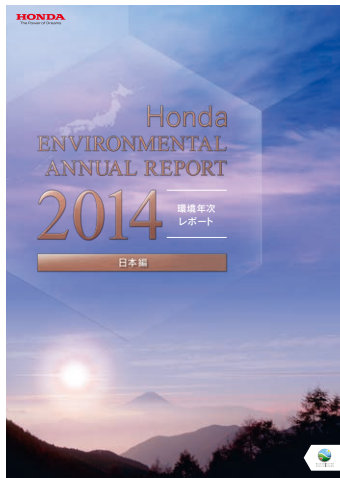 HONDA
The Power of Dreams
Honda
ENVIRONMENTAL
ANNUAL REPORT
2014
環境年次
レポート
日本編